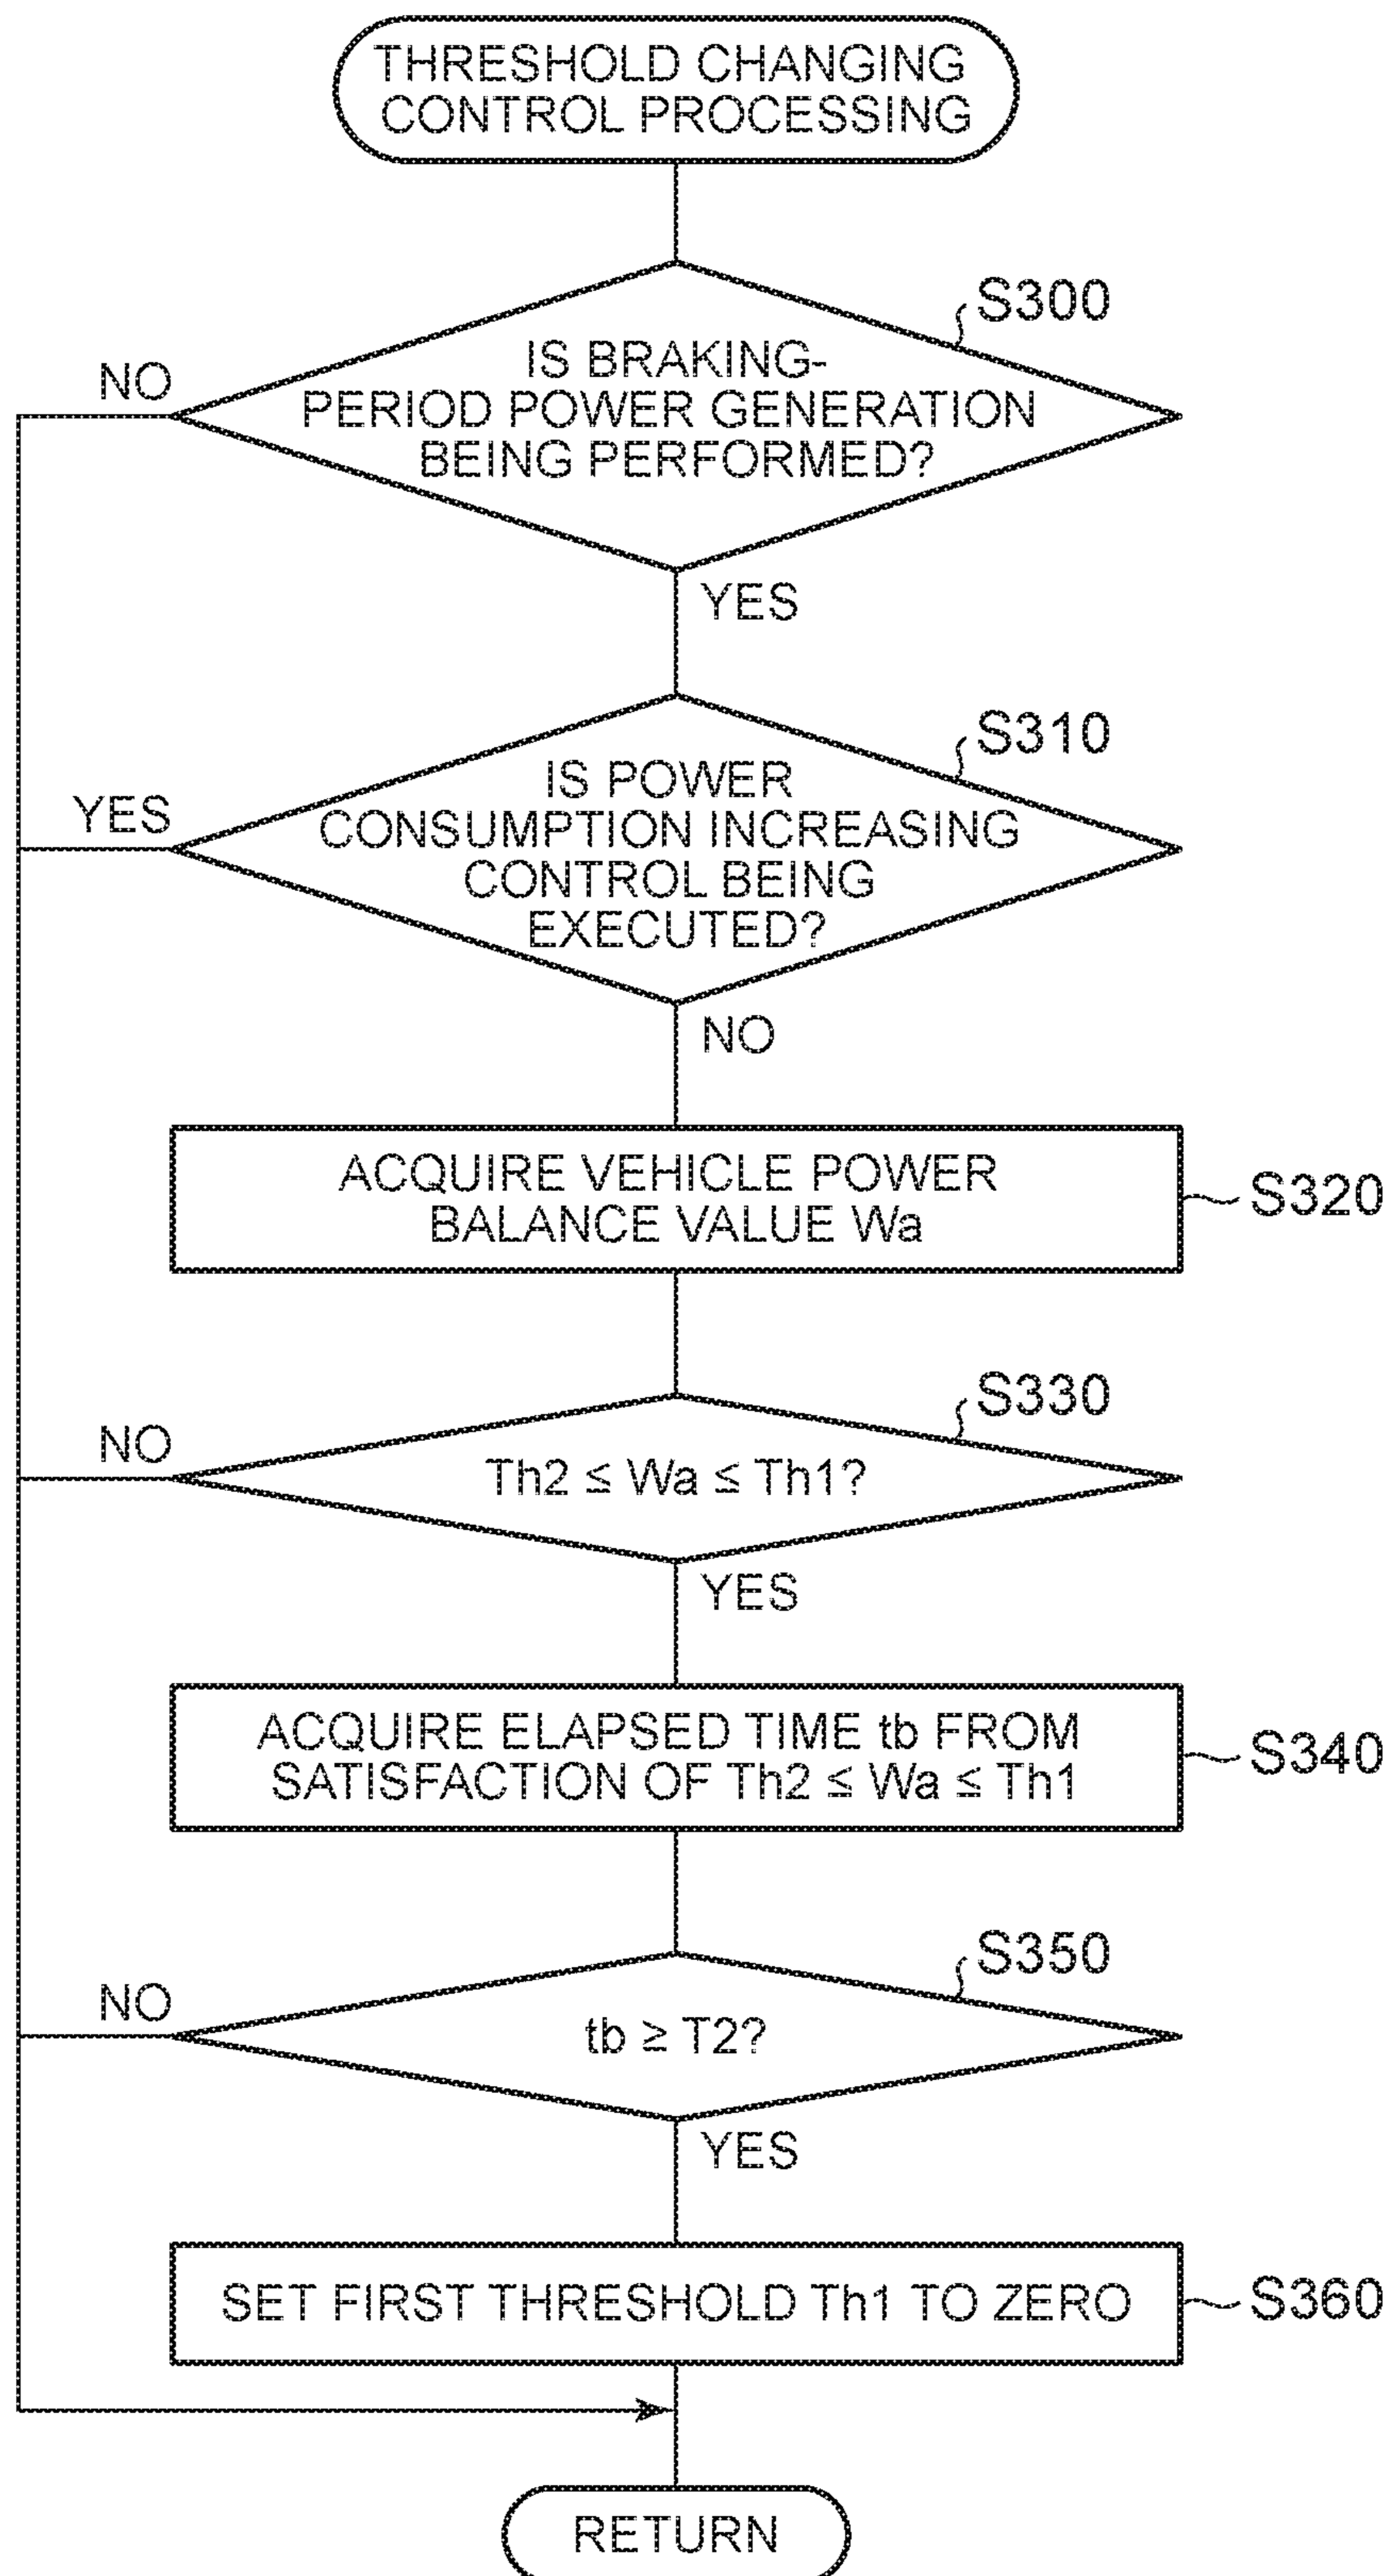 THRESHOLD CHANGING
CONTROL PROCESSING
S300
IS BRAKING-
PERIOD POWER GENERATION
BEING PERFORMED?
NO
YES
S310
IS POWER
CONSUMPTION INCREASING
CONTROL BEING
EXECUTED?
YES
NO
ACQUIRE VEHICLE POWER
BALANCE VALUE Wa
S320
S330
Th2 ≤ Wa ≤ Th1?
NO
YES
ACQUIRE ELAPSED TIME tb FROM
SATISFACTION OF Th2 ≤ Wa ≤ Th1
S340
S350
tb ≥ T2?
NO
YES
SET FIRST THRESHOLD Th1 TO ZERO
S360
RETURN